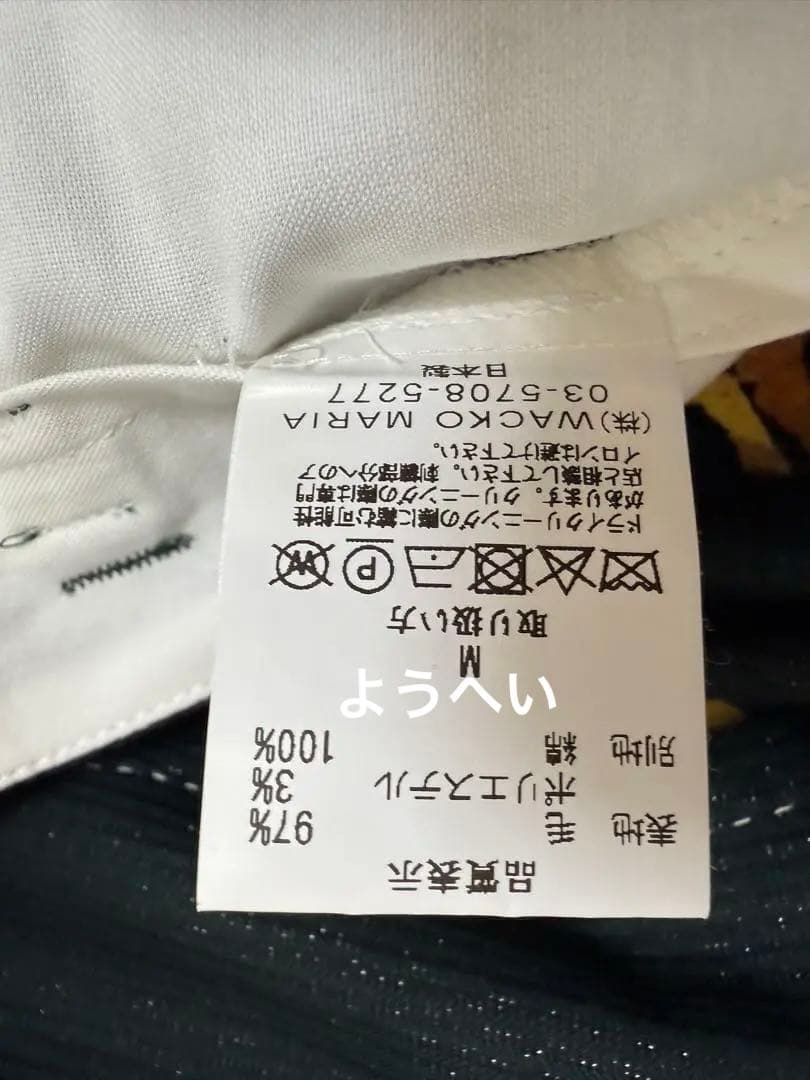 品質表示
表地 毛 97%
ポリエステル 3%
別地 綿 100%
ようへい
M
取り扱い方
W P
ドライクリーニングの際に縮む可能性
があります。クリーニングの際は専門
店と相談して下さい。刺繍部分へのア
イロンは避けて下さい。
(株)WACKO MARIA
03-5708-5277
日本製